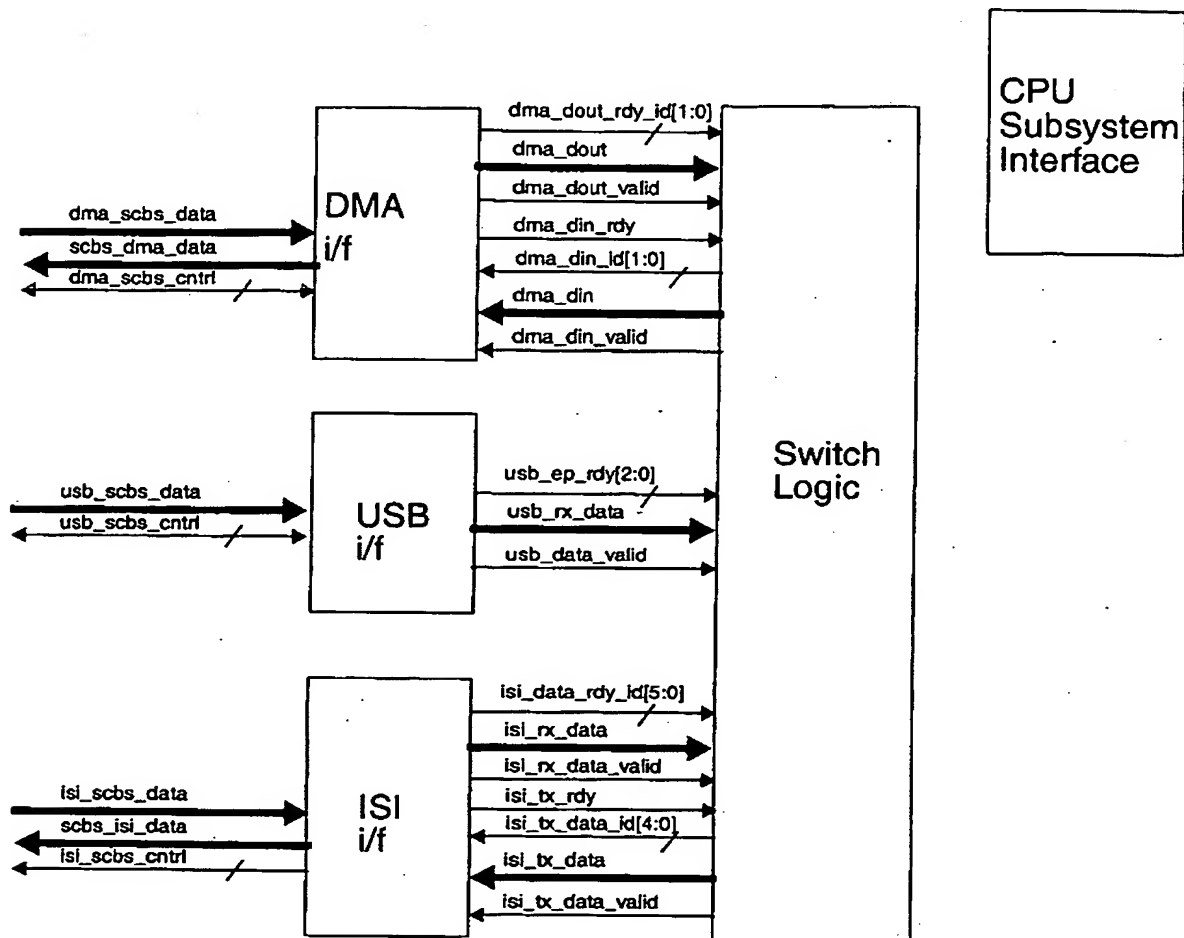 CPU
Subsystem
Interface
dma_dout_rdy_id[1:0]
dma_dout
dma_dout_valid
dma_din_rdy
dma_din_id[1:0]
dma_din
dma_din_valid
DMA
i/f
dma_scbs_data
scbs_dma_data
dma_scbs_cntrl
Switch
Logic
usb_ep_rdy[2:0]
usb_rx_data
usb_data_valid
USB
i/f
usb_scbs_data
usb_scbs_cntrl
isi_data_rdy_id[5:0]
isi_rx_data
isi_rx_data_valid
isi_tx_rdy
isi_tx_data_id[4:0]
isi_tx_data
isi_tx_data_valid
ISI
i/f
isi_scbs_data
scbs_isi_data
isi_scbs_cntrl